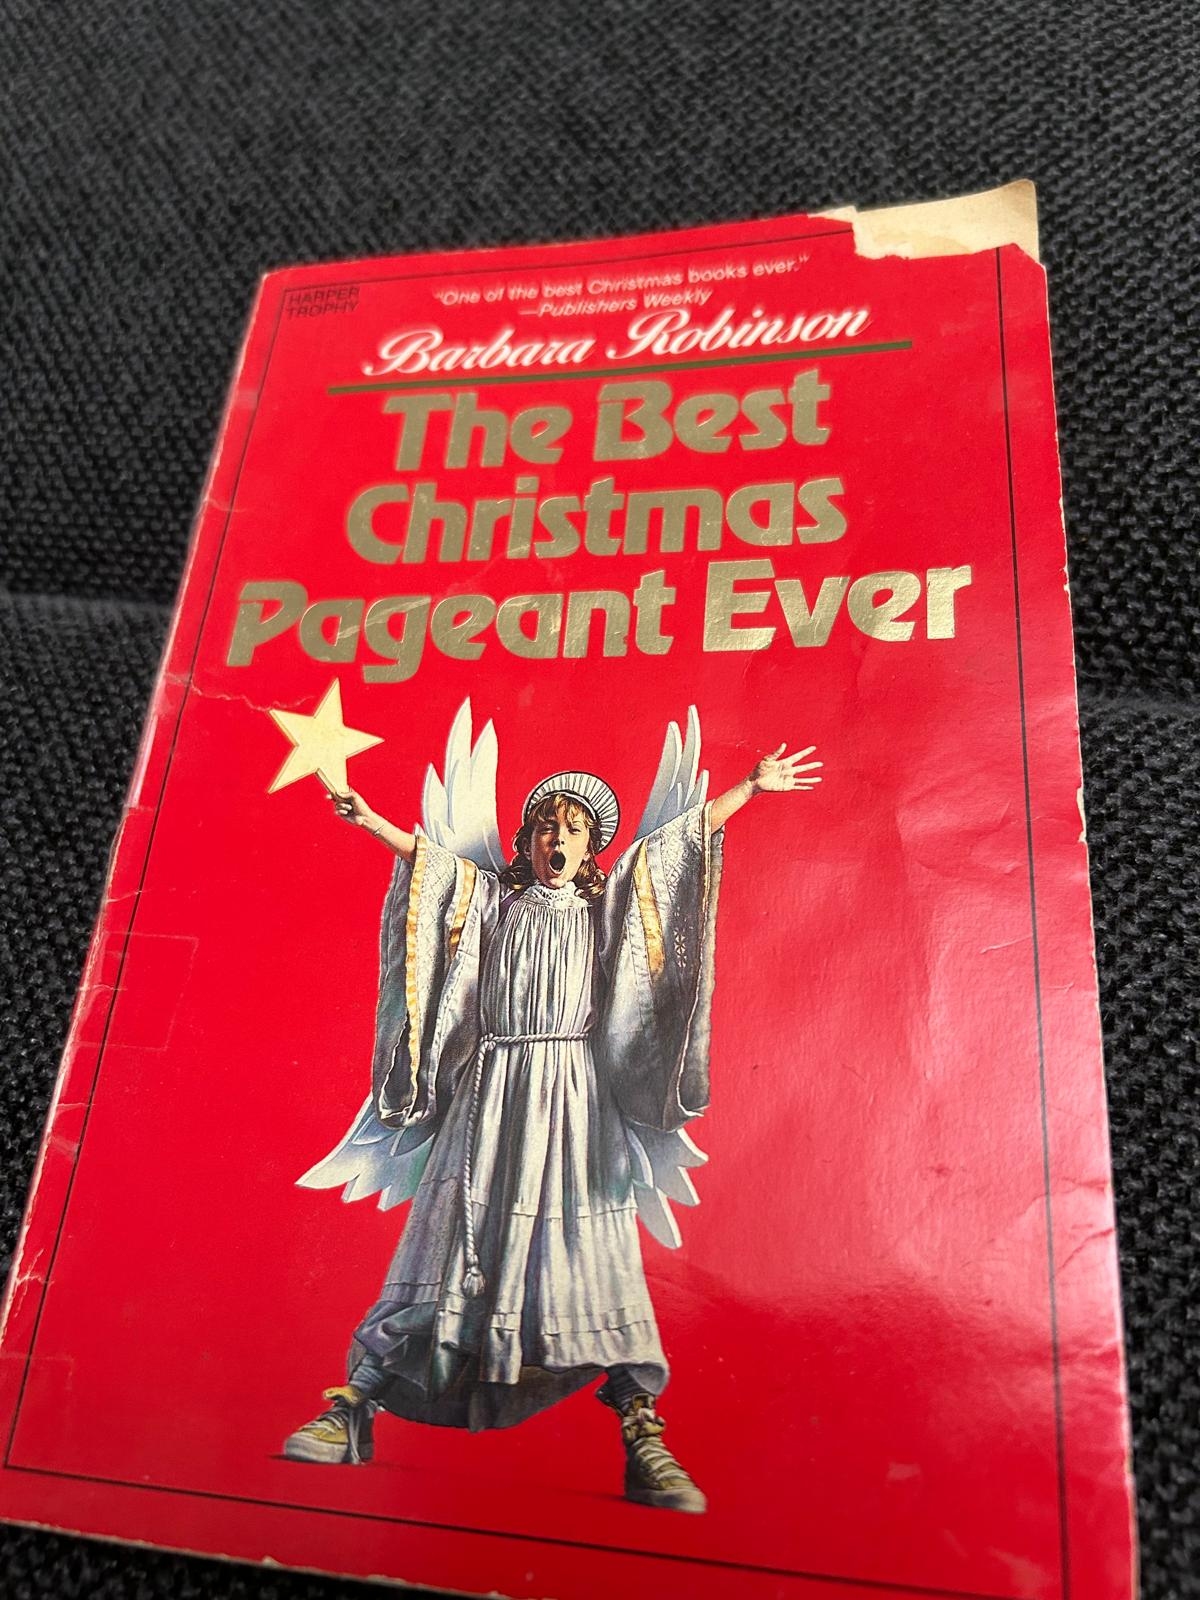 HARPER
TROPHY
"One of the best Christmas books ever."
—Publishers Weekly
Barbara Robinson
The Best
Christmas
Pageant Ever